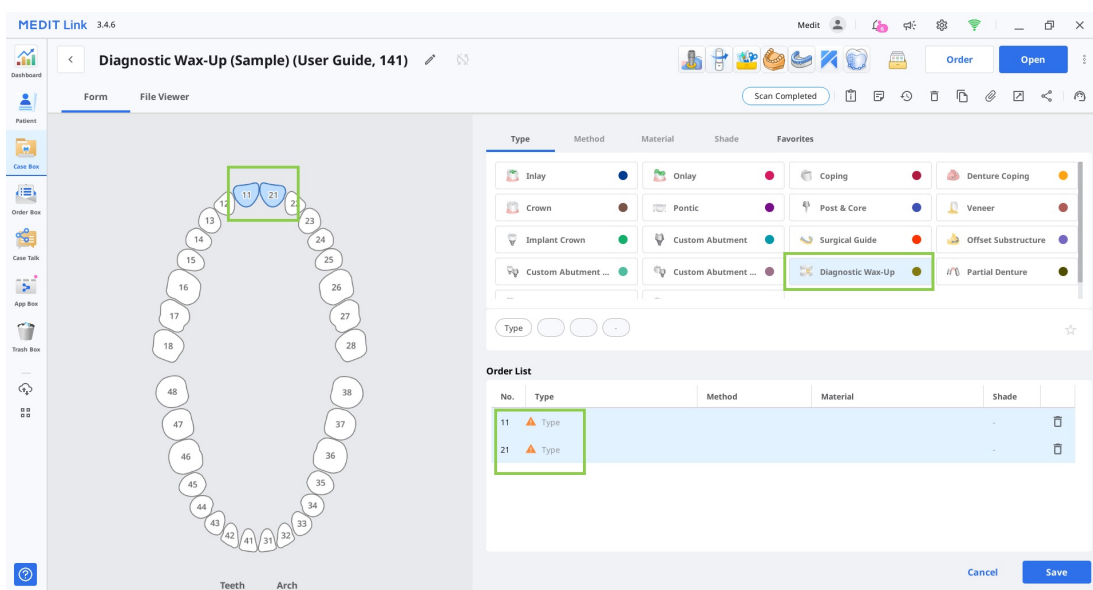 MEDIT Link 3.4.6 Medit 6
Diagnostic Wax-Up (Sample) (User Guide, 141) Order Open
Form File Viewer Scan Completed
Dashboard
Patient
Case Box
Order Box
Case Talk
App Box
Trash Box
Type Method Material Shade Favorites
Inlay Onlay Coping Denture Coping
Crown Pontic Post & Core Veneer
Implant Crown Custom Abutment Surgical Guide Offset Substructure
Custom Abutment ... Custom Abutment ... Diagnostic Wax-Up Partial Denture
Type -
Order List
No. Type Method Material Shade
11 Type -
21 Type -
11 21
12 22
13 23
14 24
15 25
16 26
17 27
18 28
48 38
47 37
46 36
45 35
44 34
43 33
42 41 31 32
Teeth Arch
Cancel Save